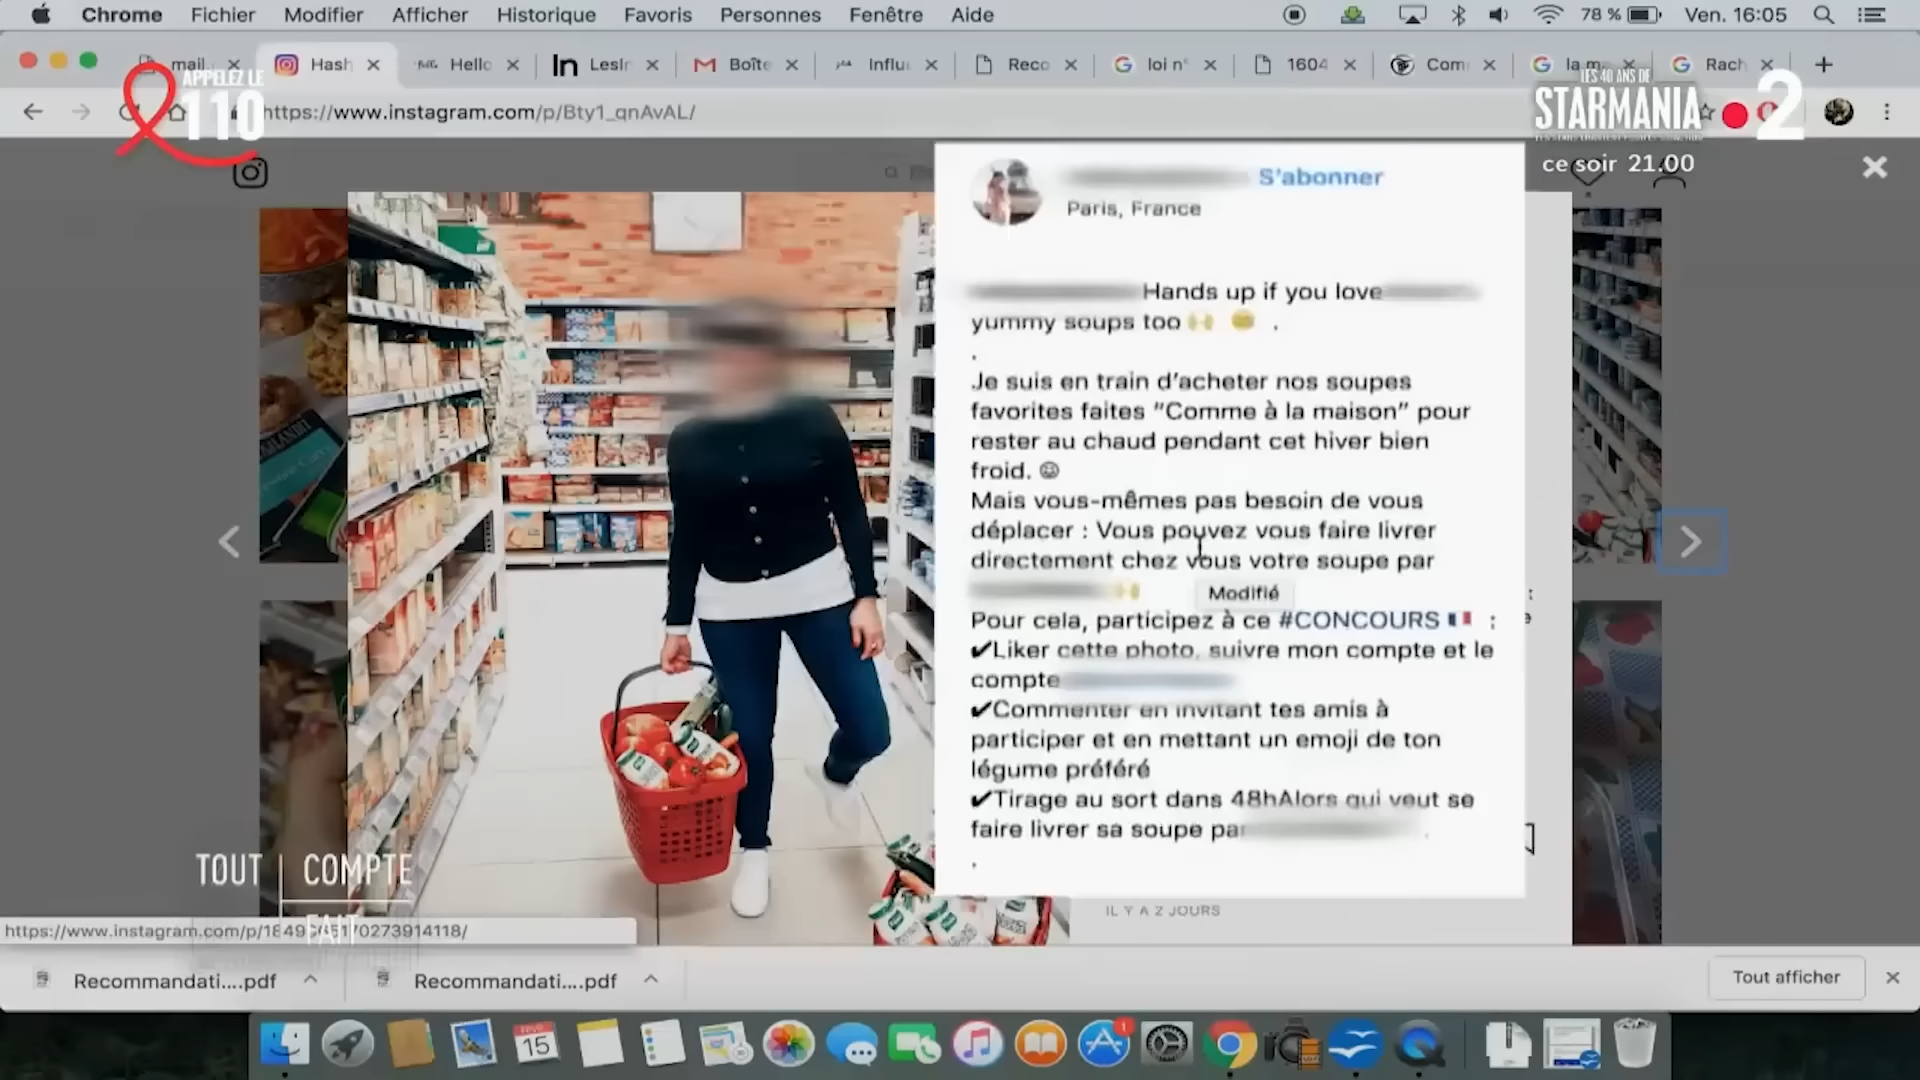 Chrome Fichier Modifier Afficher Historique Favoris Personnes Fenêtre Aide 78 % Ven. 16:05
mail Hash Hello In LesIr Boîte Influ Reco loi n° 1604 Com la m Rach
APPELEZ LE
110
https://www.instagram.com/p/Bty1_qnAvAL/
LES 40 ANS DE
STARMANIA
2
ce soir 21.00
S'abonner
Paris, France
Hands up if you love
yummy soups too 🙌 😊 .
.
Je suis en train d'acheter nos soupes
favorites faites "Comme à la maison" pour
rester au chaud pendant cet hiver bien
froid. ☺
Mais vous-mêmes pas besoin de vous
déplacer : Vous pouvez vous faire livrer
directement chez vous votre soupe par
Modifié
Pour cela, participez à ce #CONCOURS 🇫🇷 :
✔Liker cette photo, suivre mon compte et le
compte
✔Commenter en invitant tes amis à
participer et en mettant un emoji de ton
légume préféré
✔Tirage au sort dans 48hAlors qui veut se
faire livrer sa soupe par
.
IL Y A 2 JOURS
TOUT COMPTE
FAIT
Recommandati....pdf Recommandati....pdf Tout afficher
15
1